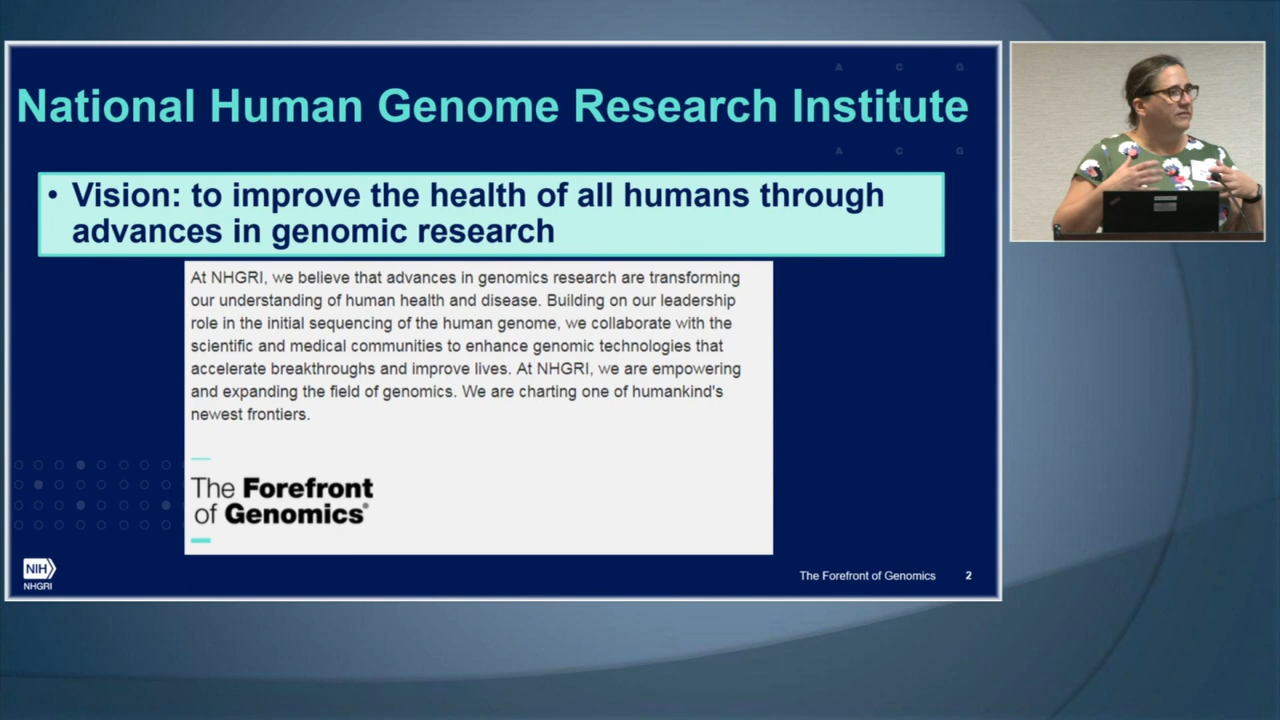 A C G
National Human Genome Research Institute
A C G
• Vision: to improve the health of all humans through
advances in genomic research
At NHGRI, we believe that advances in genomics research are transforming
our understanding of human health and disease. Building on our leadership
role in the initial sequencing of the human genome, we collaborate with the
scientific and medical communities to enhance genomic technologies that
accelerate breakthroughs and improve lives. At NHGRI, we are empowering
and expanding the field of genomics. We are charting one of humankind's
newest frontiers.
The Forefront
of Genomics®
NIH
NHGRI
The Forefront of Genomics 2